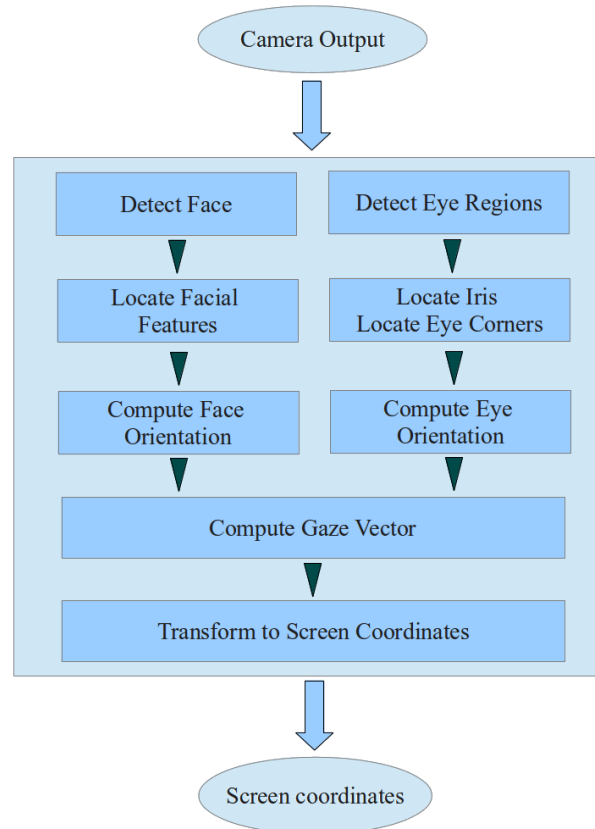 Camera Output
Detect Face
Detect Eye Regions
Locate Facial
Features
Locate Iris
Locate Eye Corners
Compute Face
Orientation
Compute Eye
Orientation
Compute Gaze Vector
Transform to Screen Coordinates
Screen coordinates